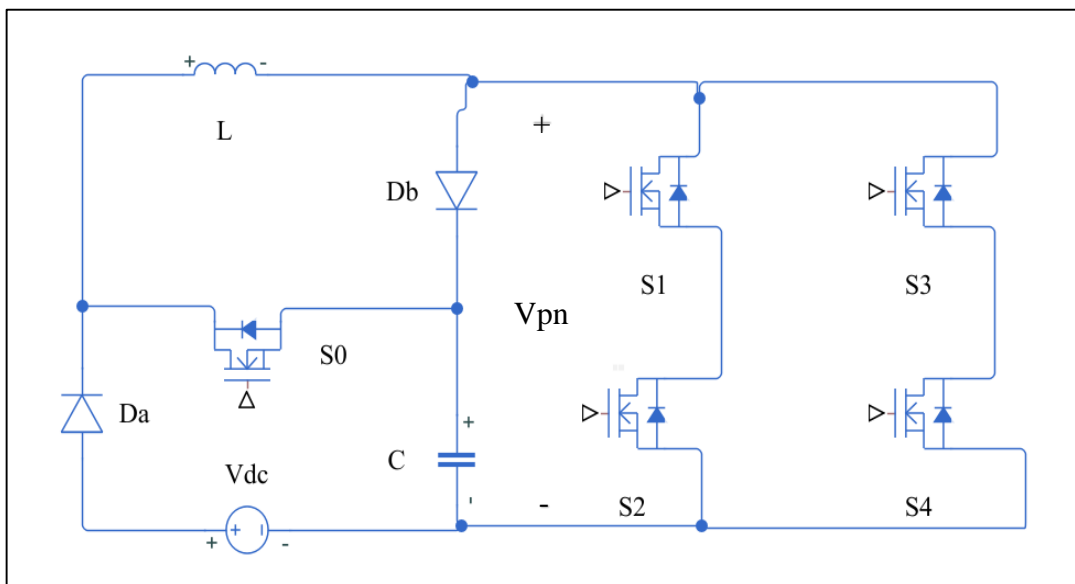 + -
L
+
Db
S1
S3
Vpn
S0
Da
+
C
Vdc
+ -
+ -
-
-
S2
S4